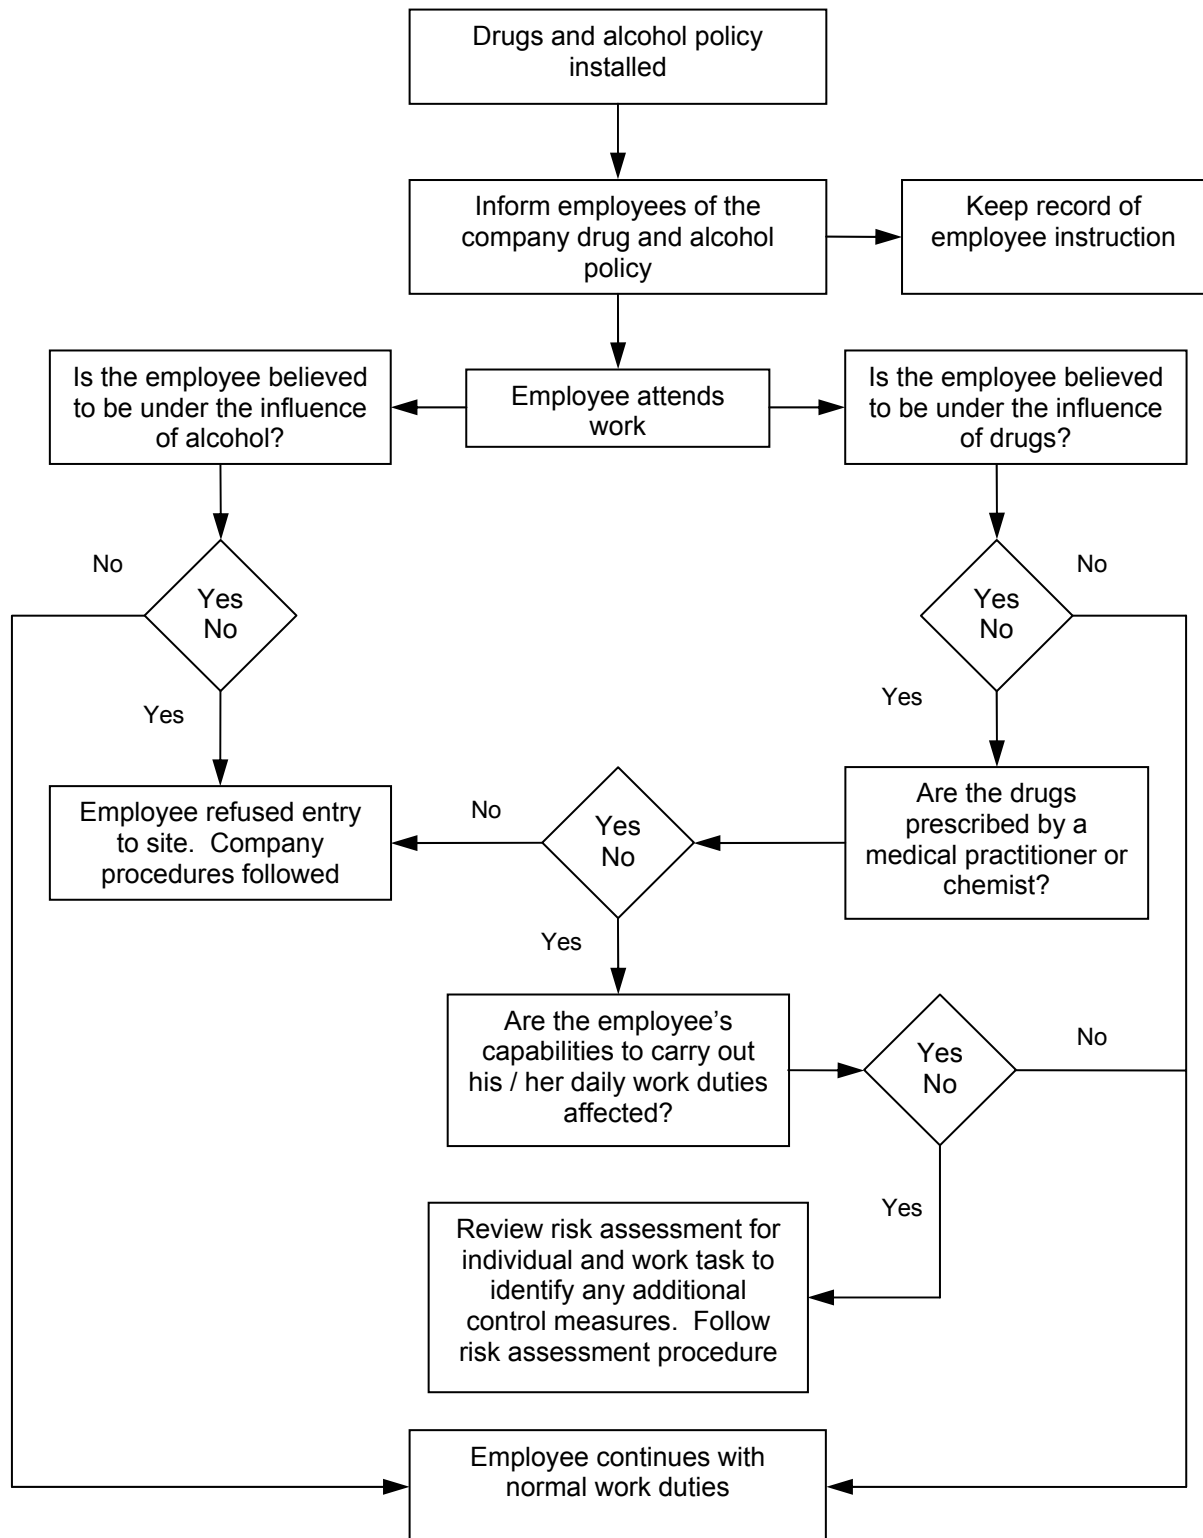 Drugs and alcohol policy
installed
Inform employees of the
company drug and alcohol
policy
Keep record of
employee instruction
Is the employee believed
to be under the influence
of alcohol?
Employee attends
work
Is the employee believed
to be under the influence
of drugs?
No
Yes
No
Yes
No
No
Yes
Yes
Employee refused entry
to site.  Company
procedures followed
No
Yes
No
Are the drugs
prescribed by a
medical practitioner or
chemist?
Yes
Are the employee’s
capabilities to carry out
his / her daily work duties
affected?
Yes
No
No
Yes
Review risk assessment for
individual and work task to
identify any additional
control measures.  Follow
risk assessment procedure
Employee continues with
normal work duties